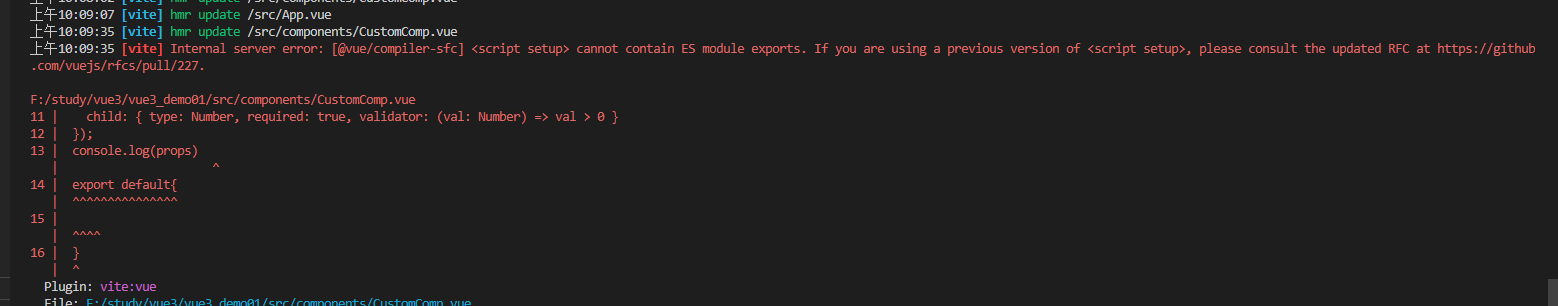 上午10:09:02 [vite] hmr update /src/components/CustomComp.vue
上午10:09:07 [vite] hmr update /src/App.vue
上午10:09:35 [vite] hmr update /src/components/CustomComp.vue
上午10:09:35 [vite] Internal server error: [@vue/compiler-sfc] <script setup> cannot contain ES module exports. If you are using a previous version of <script setup>, please consult the updated RFC at https://github
.com/vuejs/rfcs/pull/227.
F:/study/vue3/vue3_demo01/src/components/CustomComp.vue
11 |    child: { type: Number, required: true, validator: (val: Number) => val > 0 }
12 |  });
13 |  console.log(props)
   |                    ^
14 |  export default{
   |  ^^^^^^^^^^^^^^^
15 |
   |  ^^^^
16 |  }
   |  ^
Plugin: vite:vue
File: F:/study/vue3/vue3_demo01/src/components/CustomComp.vue